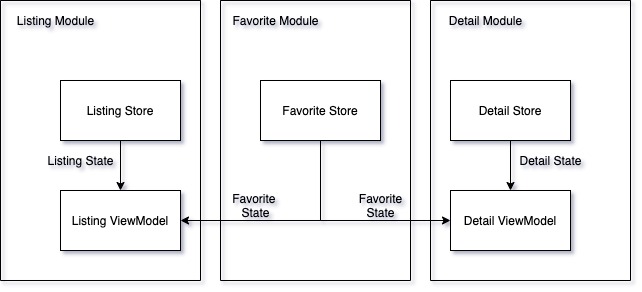 Listing Module
Favorite Module
Detail Module
Listing Store
Favorite Store
Detail Store
Listing State
Detail State
Favorite
State
Favorite
State
Listing ViewModel
Detail ViewModel